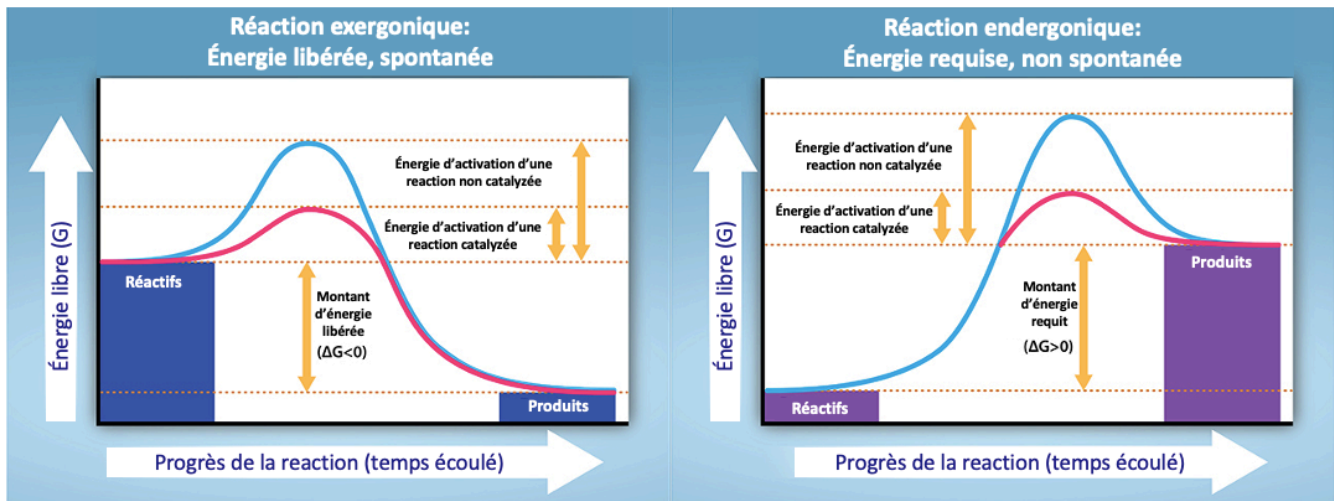 Réaction exergonique:
Énergie libérée, spontanée
Énergie libre (G)
Énergie d'activation d'une
reaction non catalyzée
Énergie d'activation d'une
reaction catalyzée
Réactifs
Montant
d'énergie
libérée
(ΔG<0)
Produits
Progrès de la reaction (temps écoulé)
Réaction endergonique:
Énergie requise, non spontanée
Énergie libre (G)
Énergie d'activation d'une
reaction non catalyzée
Énergie d'activation d'une
reaction catalyzée
Produits
Montant
d'énergie
requit
(ΔG>0)
Réactifs
Progrès de la reaction (temps écoulé)